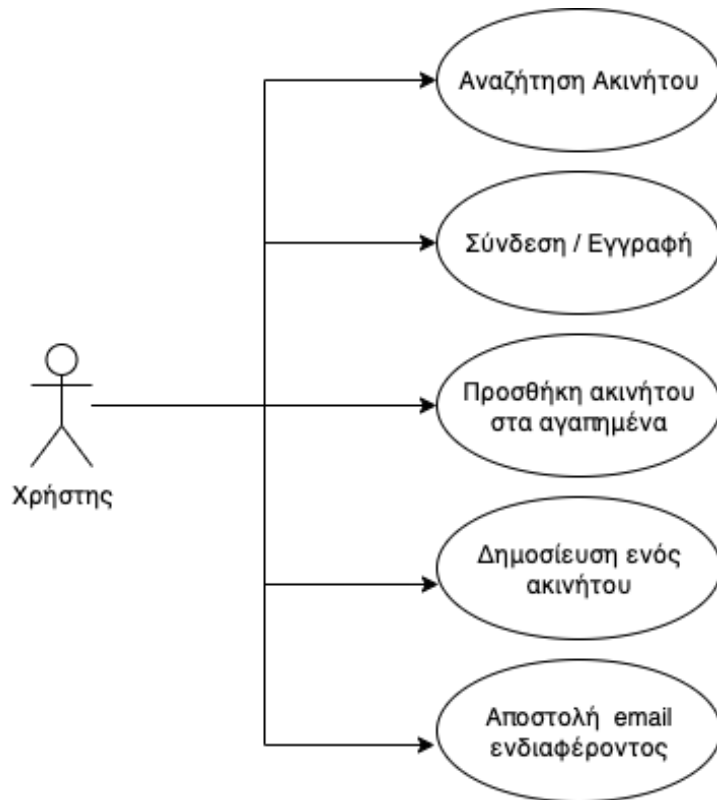 Αναζήτηση Ακινήτου
Σύνδεση / Εγγραφή
Προσθήκη ακινήτου
στα αγαπημένα
Χρήστης
Δημοσίευση ενός
ακινήτου
Αποστολή email
ενδιαφέροντος